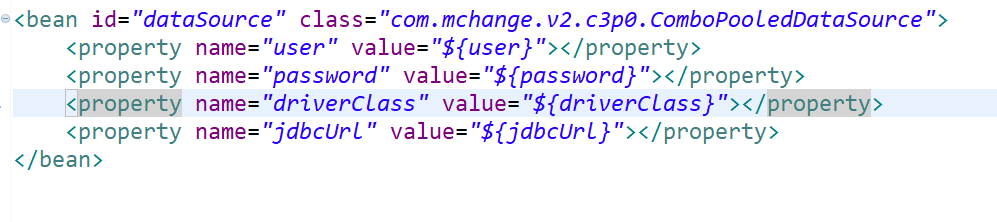 <bean id="dataSource" class="com.mchange.v2.c3p0.ComboPooledDataSource">
<property name="user" value="${user}"></property>
<property name="password" value="${password}"></property>
<property name="driverClass" value="${driverClass}"></property>
<property name="jdbcUrl" value="${jdbcUrl}"></property>
</bean>